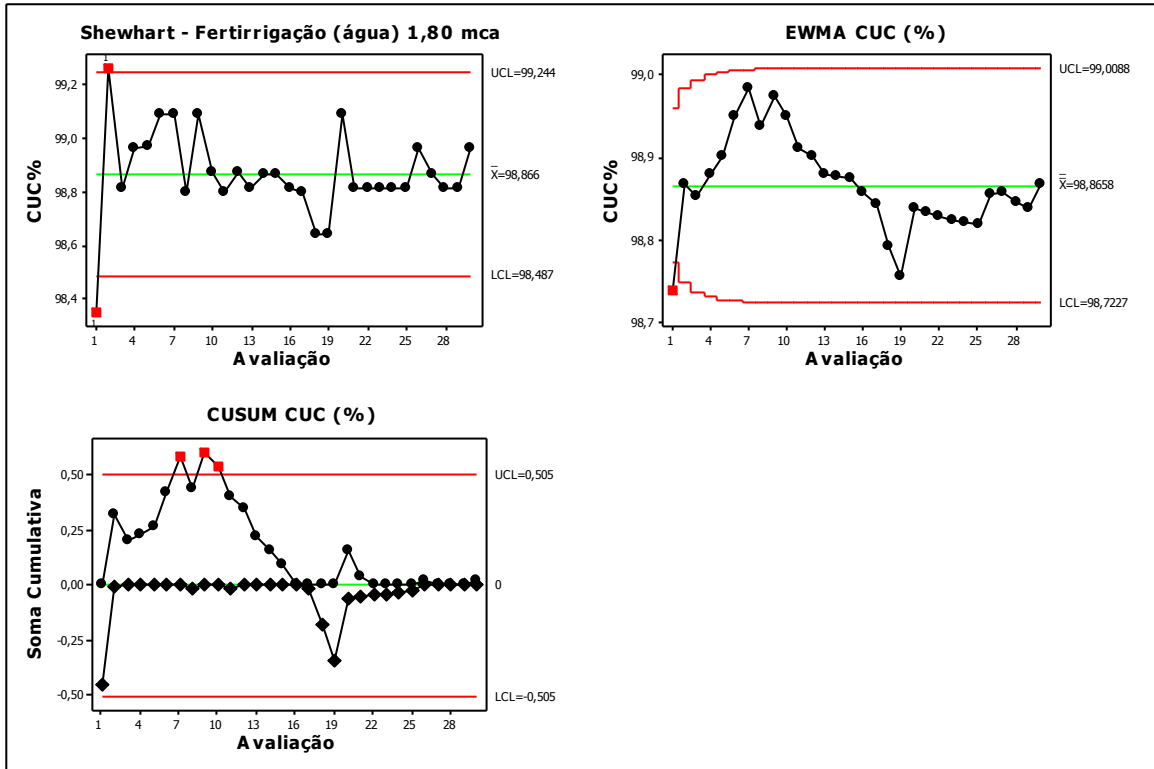 Shewhart - Fertirrigação (água) 1,80 mca
1
UCL=99,244
99,2
99,0
X=98,866
98,8
98,6
LCL=98,487
98,4
1
CUC%
1 4 7 10 13 16 19 22 25 28
Avaliação
EWMA CUC (%)
99,0
UCL=99,0088
98,9
X=98,8658
98,8
LCL=98,7227
98,7
CUC%
1 4 7 10 13 16 19 22 25 28
Avaliação
CUSUM CUC (%)
0,50
UCL=0,505
0,25
0,00
0
-0,25
-0,50
LCL=-0,505
Soma Cumulativa
1 4 7 10 13 16 19 22 25 28
Avaliação